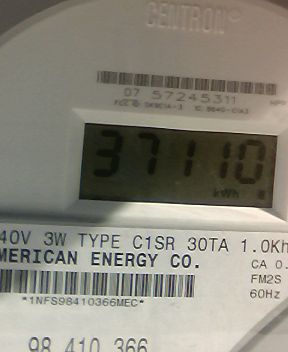 CENTRON
07 57245311
37110
kWh
40V 3W TYPE C1SR 30TA 1.0Kh
MERICAN ENERGY CO.
CA 0.
FM2S
60Hz
*1NFS98410366MEC*
98 410 366